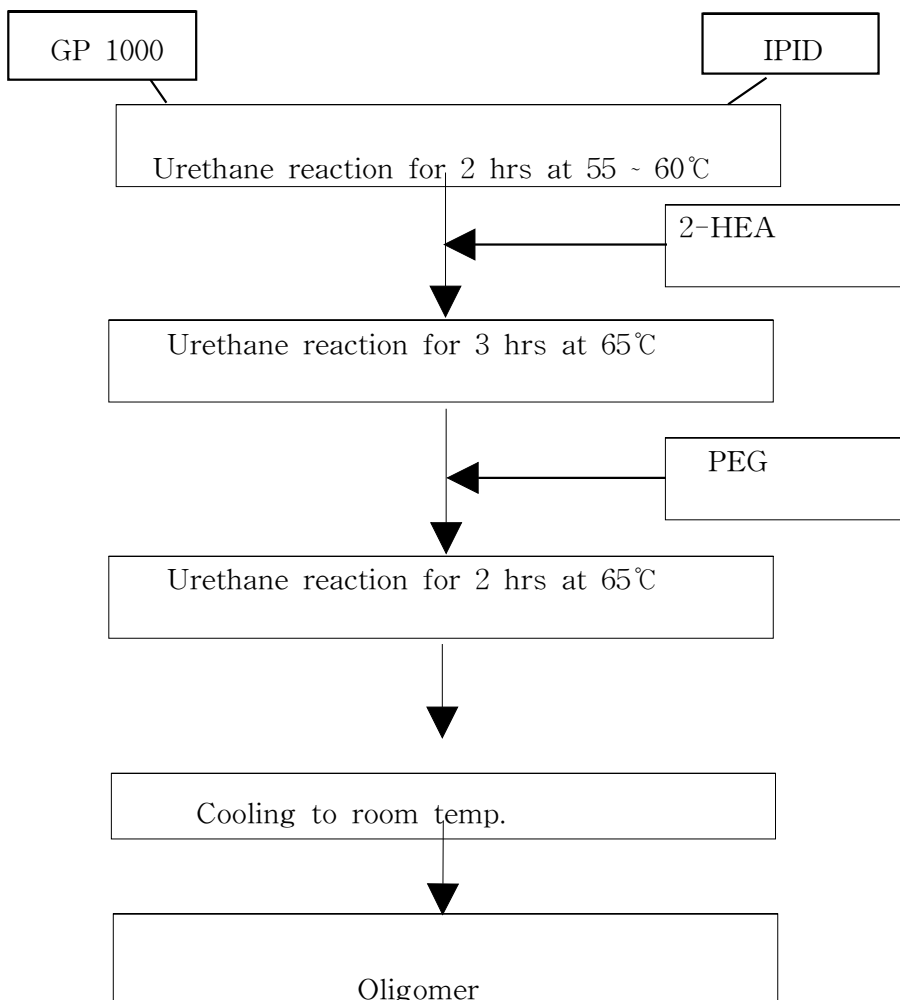 GP 1000
IPID
Urethane reaction for 2 hrs at 55 ~ 60℃
2-HEA
Urethane reaction for 3 hrs at 65℃
PEG
Urethane reaction for 2 hrs at 65℃
Cooling to room temp.
Oligomer